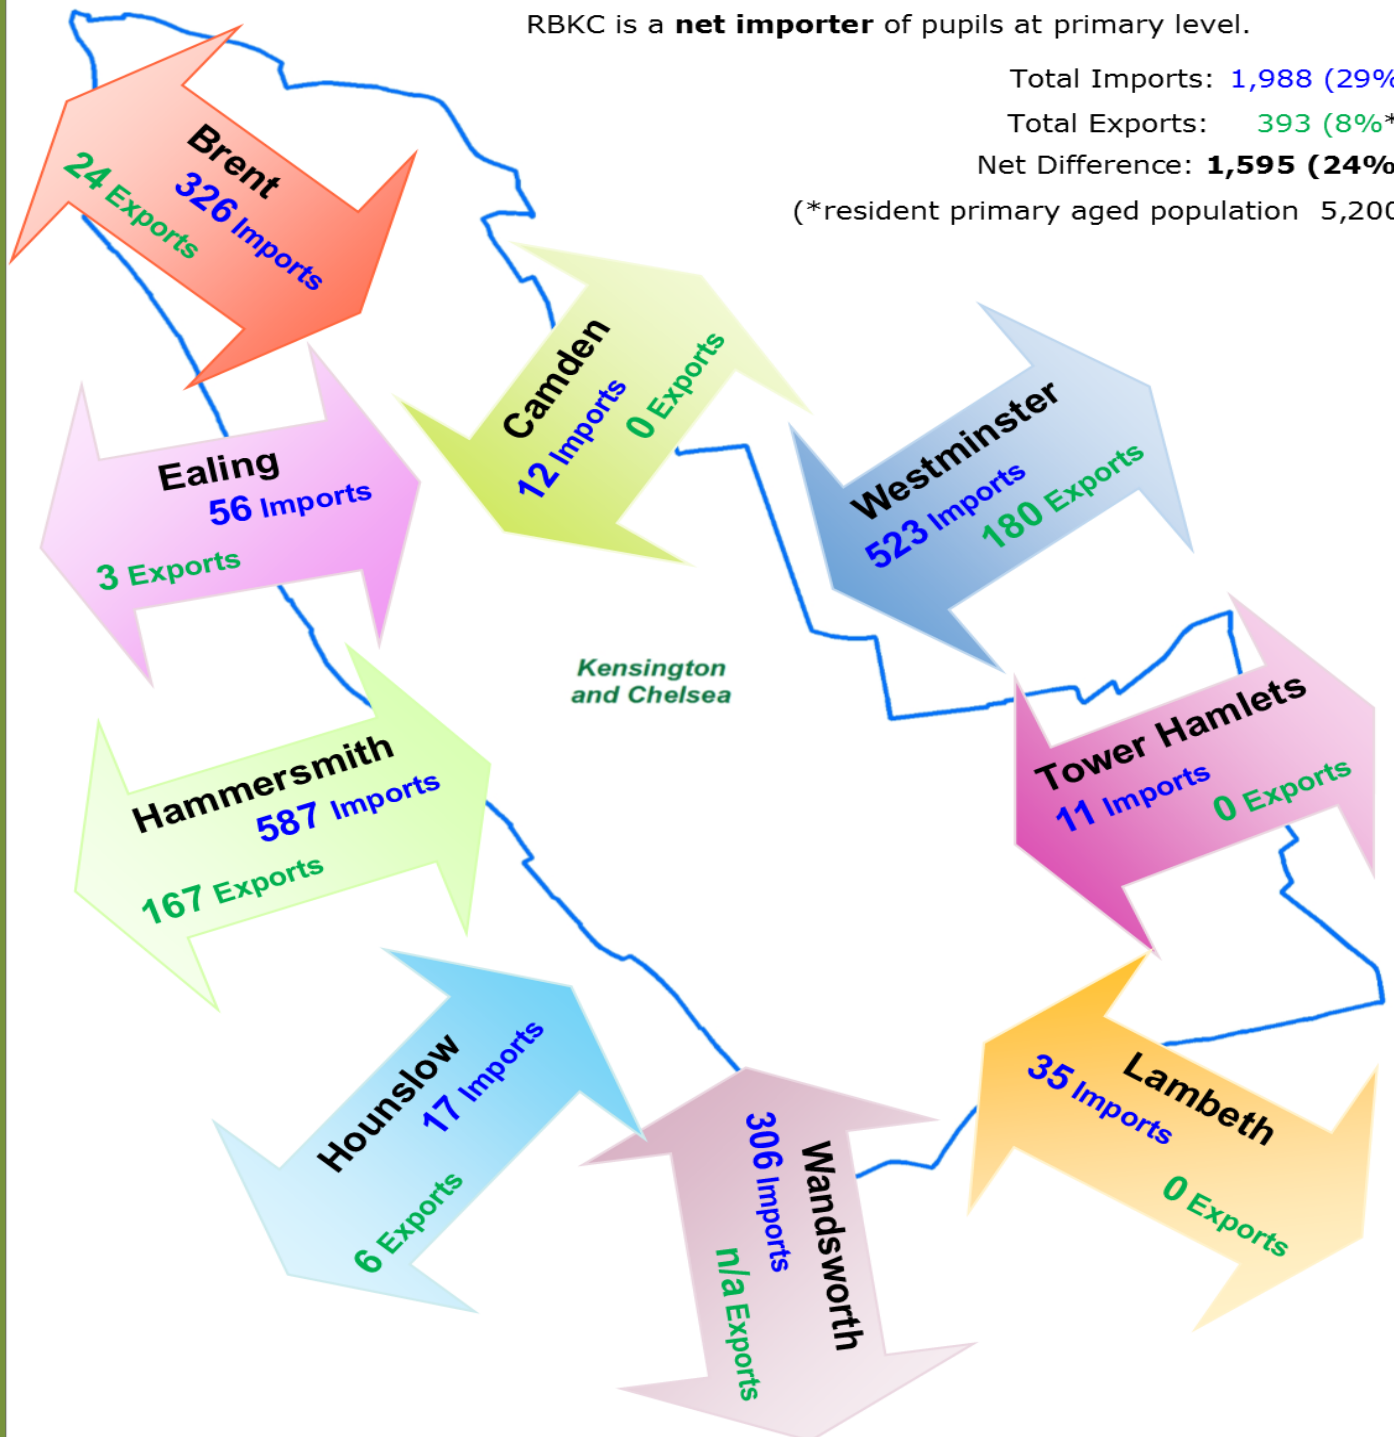 RBKC is a net importer of pupils at primary level.
Total Imports: 1,988 (29%
Total Exports: 393 (8%*
Net Difference: 1,595 (24%
(*resident primary aged population 5,200
Brent
326 Imports
24 Exports
Camden
12 Imports
0 Exports
Westminster
523 Imports
180 Exports
Ealing
56 Imports
3 Exports
Kensington
and Chelsea
Tower Hamlets
11 Imports
0 Exports
Hammersmith
587 Imports
167 Exports
Hounslow
17 Imports
6 Exports
Wandsworth
306 Imports
n/a Exports
Lambeth
35 Imports
0 Exports